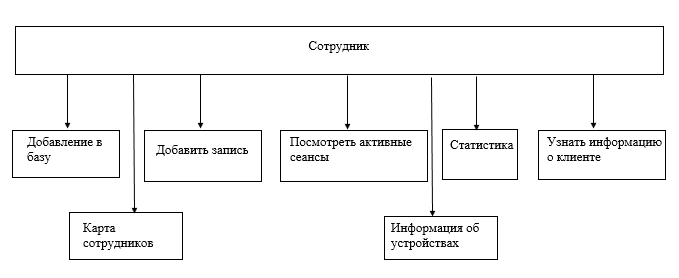 Сотрудник
Добавление в
базу
Добавить запись
Посмотреть активные
сеансы
Статистика
Узнать информацию
о клиенте
Карта
сотрудников
Информация об
устройствах